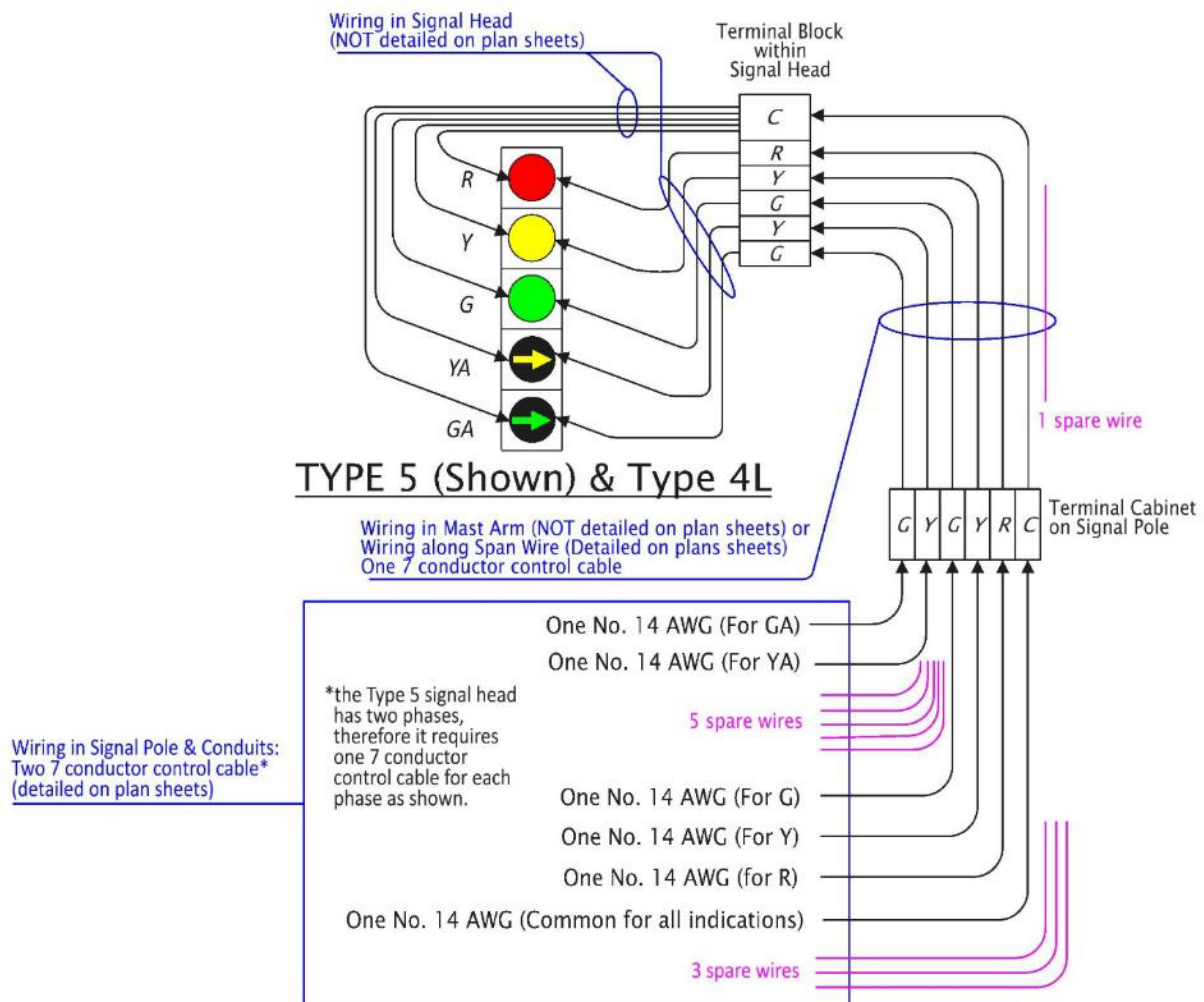 Wiring in Signal Head
(NOT detailed on plan sheets)
Terminal Block
within
Signal Head
C
R
Y
G
Y
G
R
Y
G
YA
GA
1 spare wire
TYPE 5 (Shown) & Type 4L
G Y G Y R C
Terminal Cabinet
on Signal Pole
Wiring in Mast Arm (NOT detailed on plan sheets) or
Wiring along Span Wire (Detailed on plans sheets)
One 7 conductor control cable
One No. 14 AWG (For GA)
One No. 14 AWG (For YA)
*the Type 5 signal head
has two phases,
therefore it requires
one 7 conductor
control cable for each
phase as shown.
5 spare wires
Wiring in Signal Pole & Conduits:
Two 7 conductor control cable*
(detailed on plan sheets)
One No. 14 AWG (For G)
One No. 14 AWG (For Y)
One No. 14 AWG (for R)
One No. 14 AWG (Common for all indications)
3 spare wires